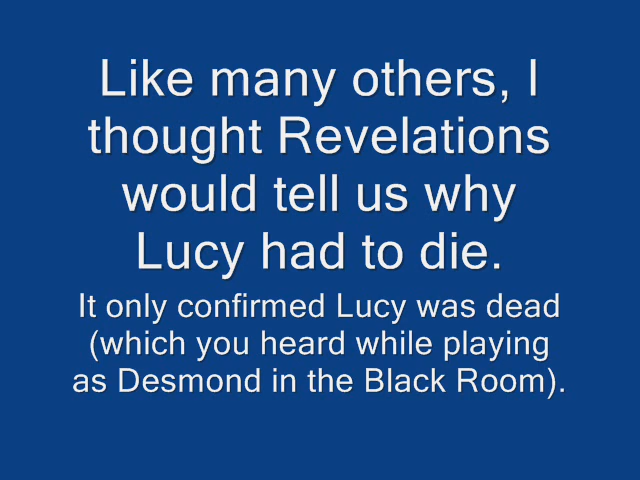 Like many others, I
thought Revelations
would tell us why
Lucy had to die.
It only confirmed Lucy was dead
(which you heard while playing
as Desmond in the Black Room).